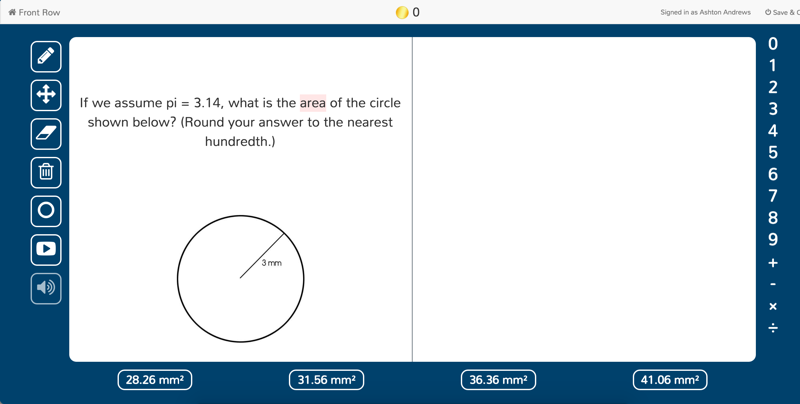 Front Row
0
Signed in as Ashton Andrews
Save &
If we assume pi = 3.14, what is the area of the circle
shown below? (Round your answer to the nearest
hundredth.)
3 mm
0
1
2
3
4
5
6
7
8
9
+
-
×
÷
28.26 mm²
31.56 mm²
36.36 mm²
41.06 mm²